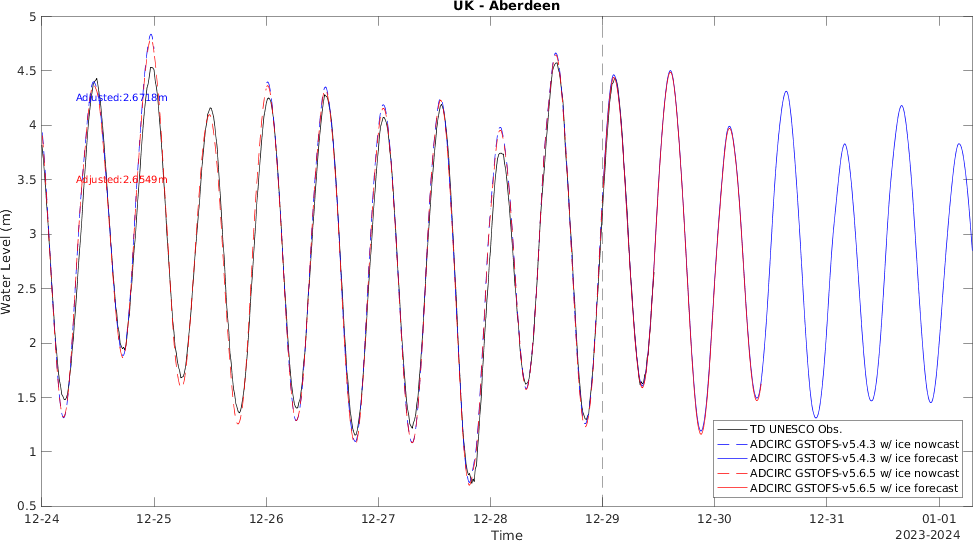 UK - Aberdeen
5
4.5
Adjusted:2.6718m
4
3.5
Adjusted:2.6549m
3
2.5
2
1.5
1
0.5
Water Level (m)
TD UNESCO Obs.
ADCIRC GSTOFS-v5.4.3 w/ ice nowcast
ADCIRC GSTOFS-v5.4.3 w/ ice forecast
ADCIRC GSTOFS-v5.6.5 w/ ice nowcast
ADCIRC GSTOFS-v5.6.5 w/ ice forecast
12-24 12-25 12-26 12-27 12-28 12-29 12-30 12-31 01-01
Time
2023-2024